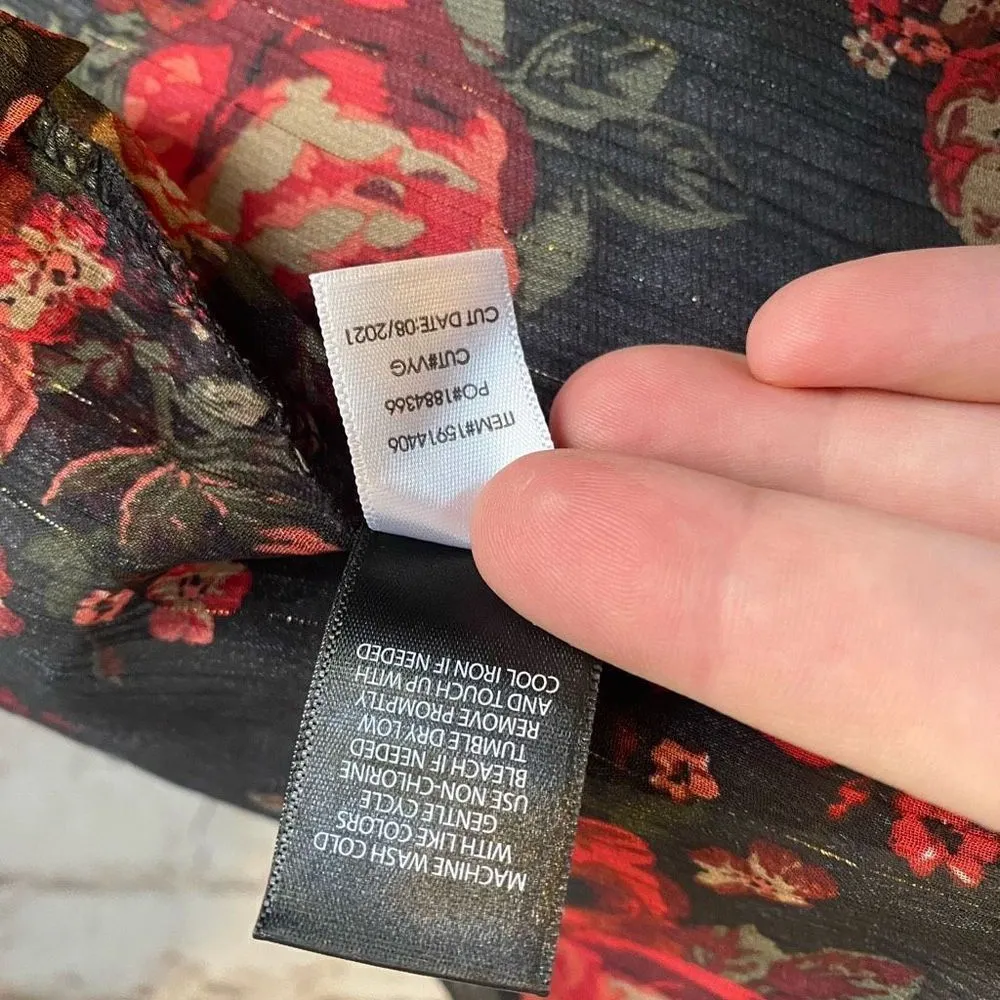 ITEM#15914406
PO#1884366
CUT#VYG
CUT DATE:08/2021
MACHINE WASH COLD
WITH LIKE COLORS
GENTLE CYCLE
USE NON-CHLORINE
BLEACH IF NEEDED
TUMBLE DRY LOW
REMOVE PROMPTLY
AND TOUCH UP WITH
COOL IRON IF NEEDED